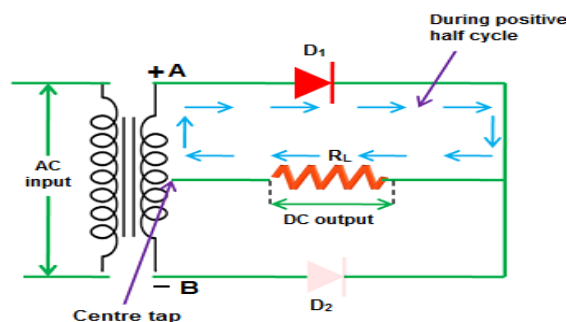 During positive
half cycle
D1
+ A
AC
input
RL
DC output
− B
D2
Centre tap